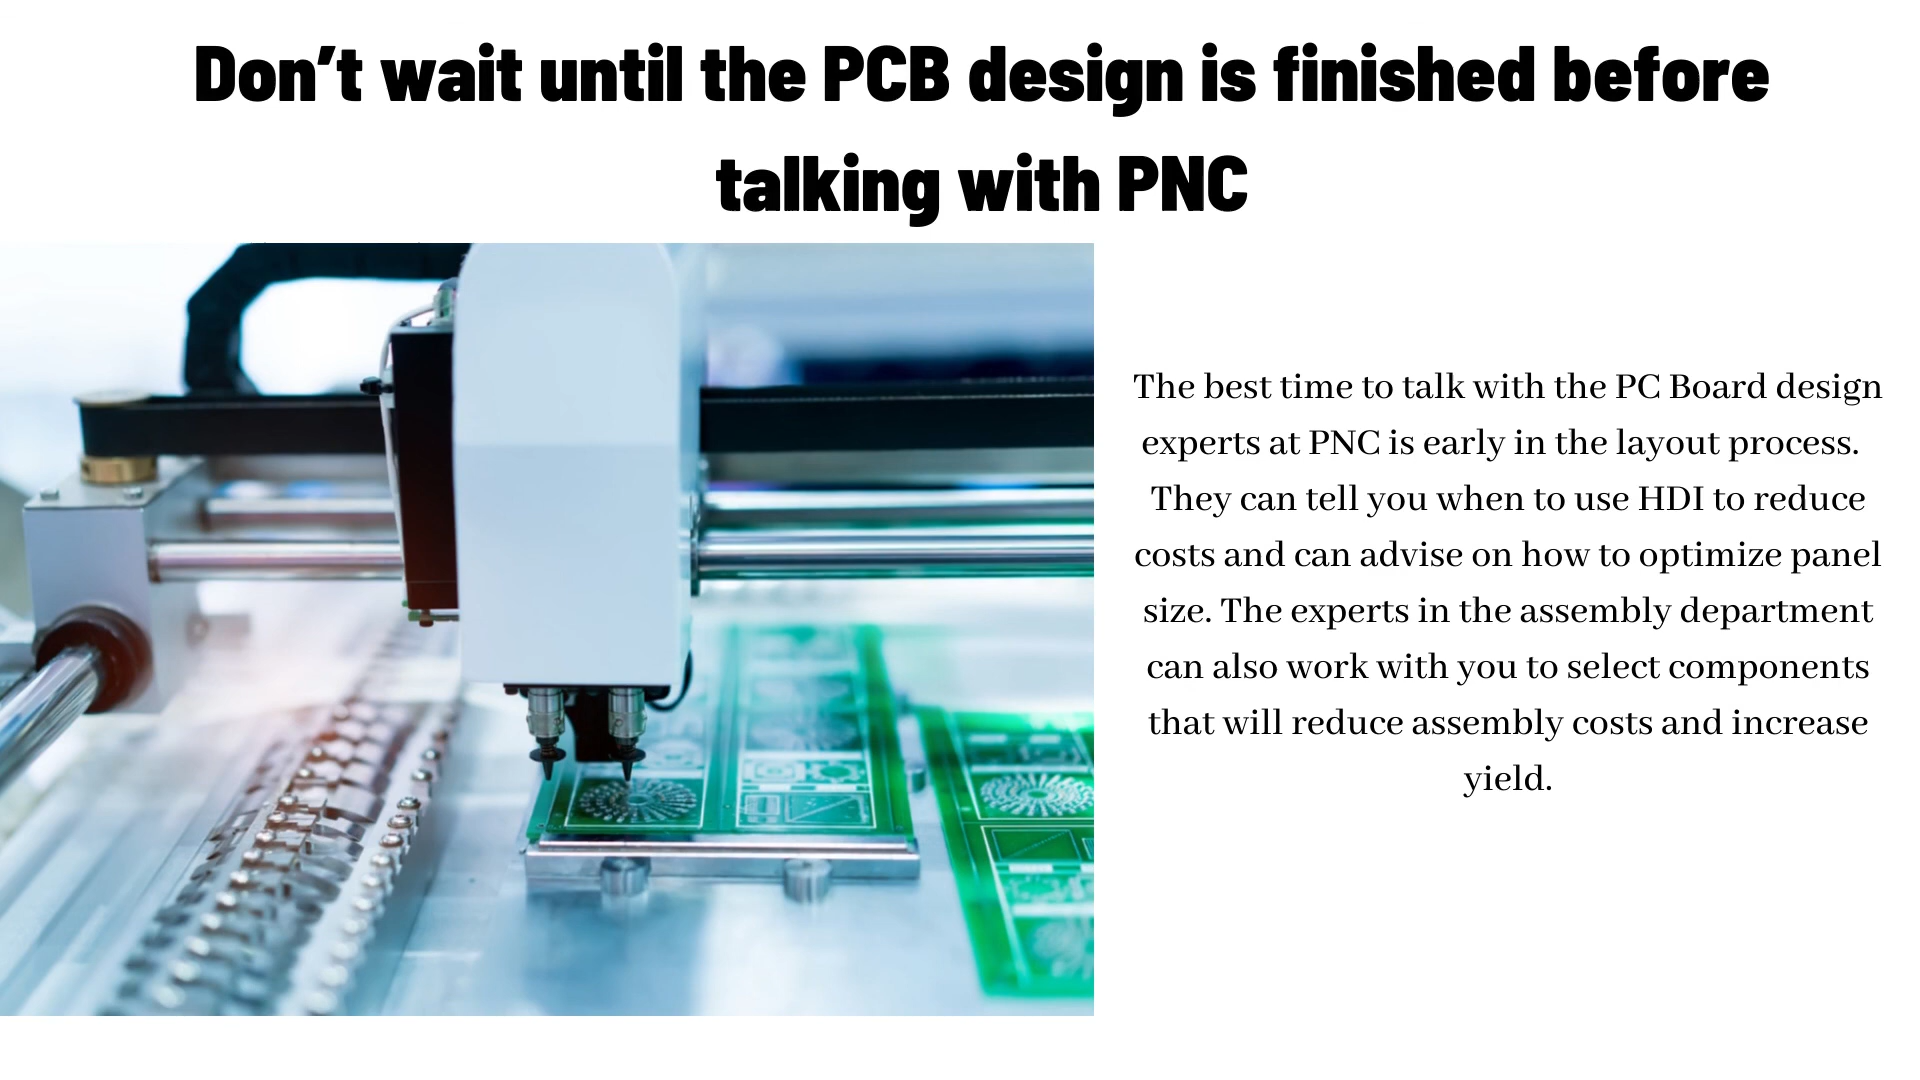 Don’t wait until the PCB design is finished before
talking with PNC
The best time to talk with the PC Board design
experts at PNC is early in the layout process.
They can tell you when to use HDI to reduce
costs and can advise on how to optimize panel
size. The experts in the assembly department
can also work with you to select components
that will reduce assembly costs and increase
yield.